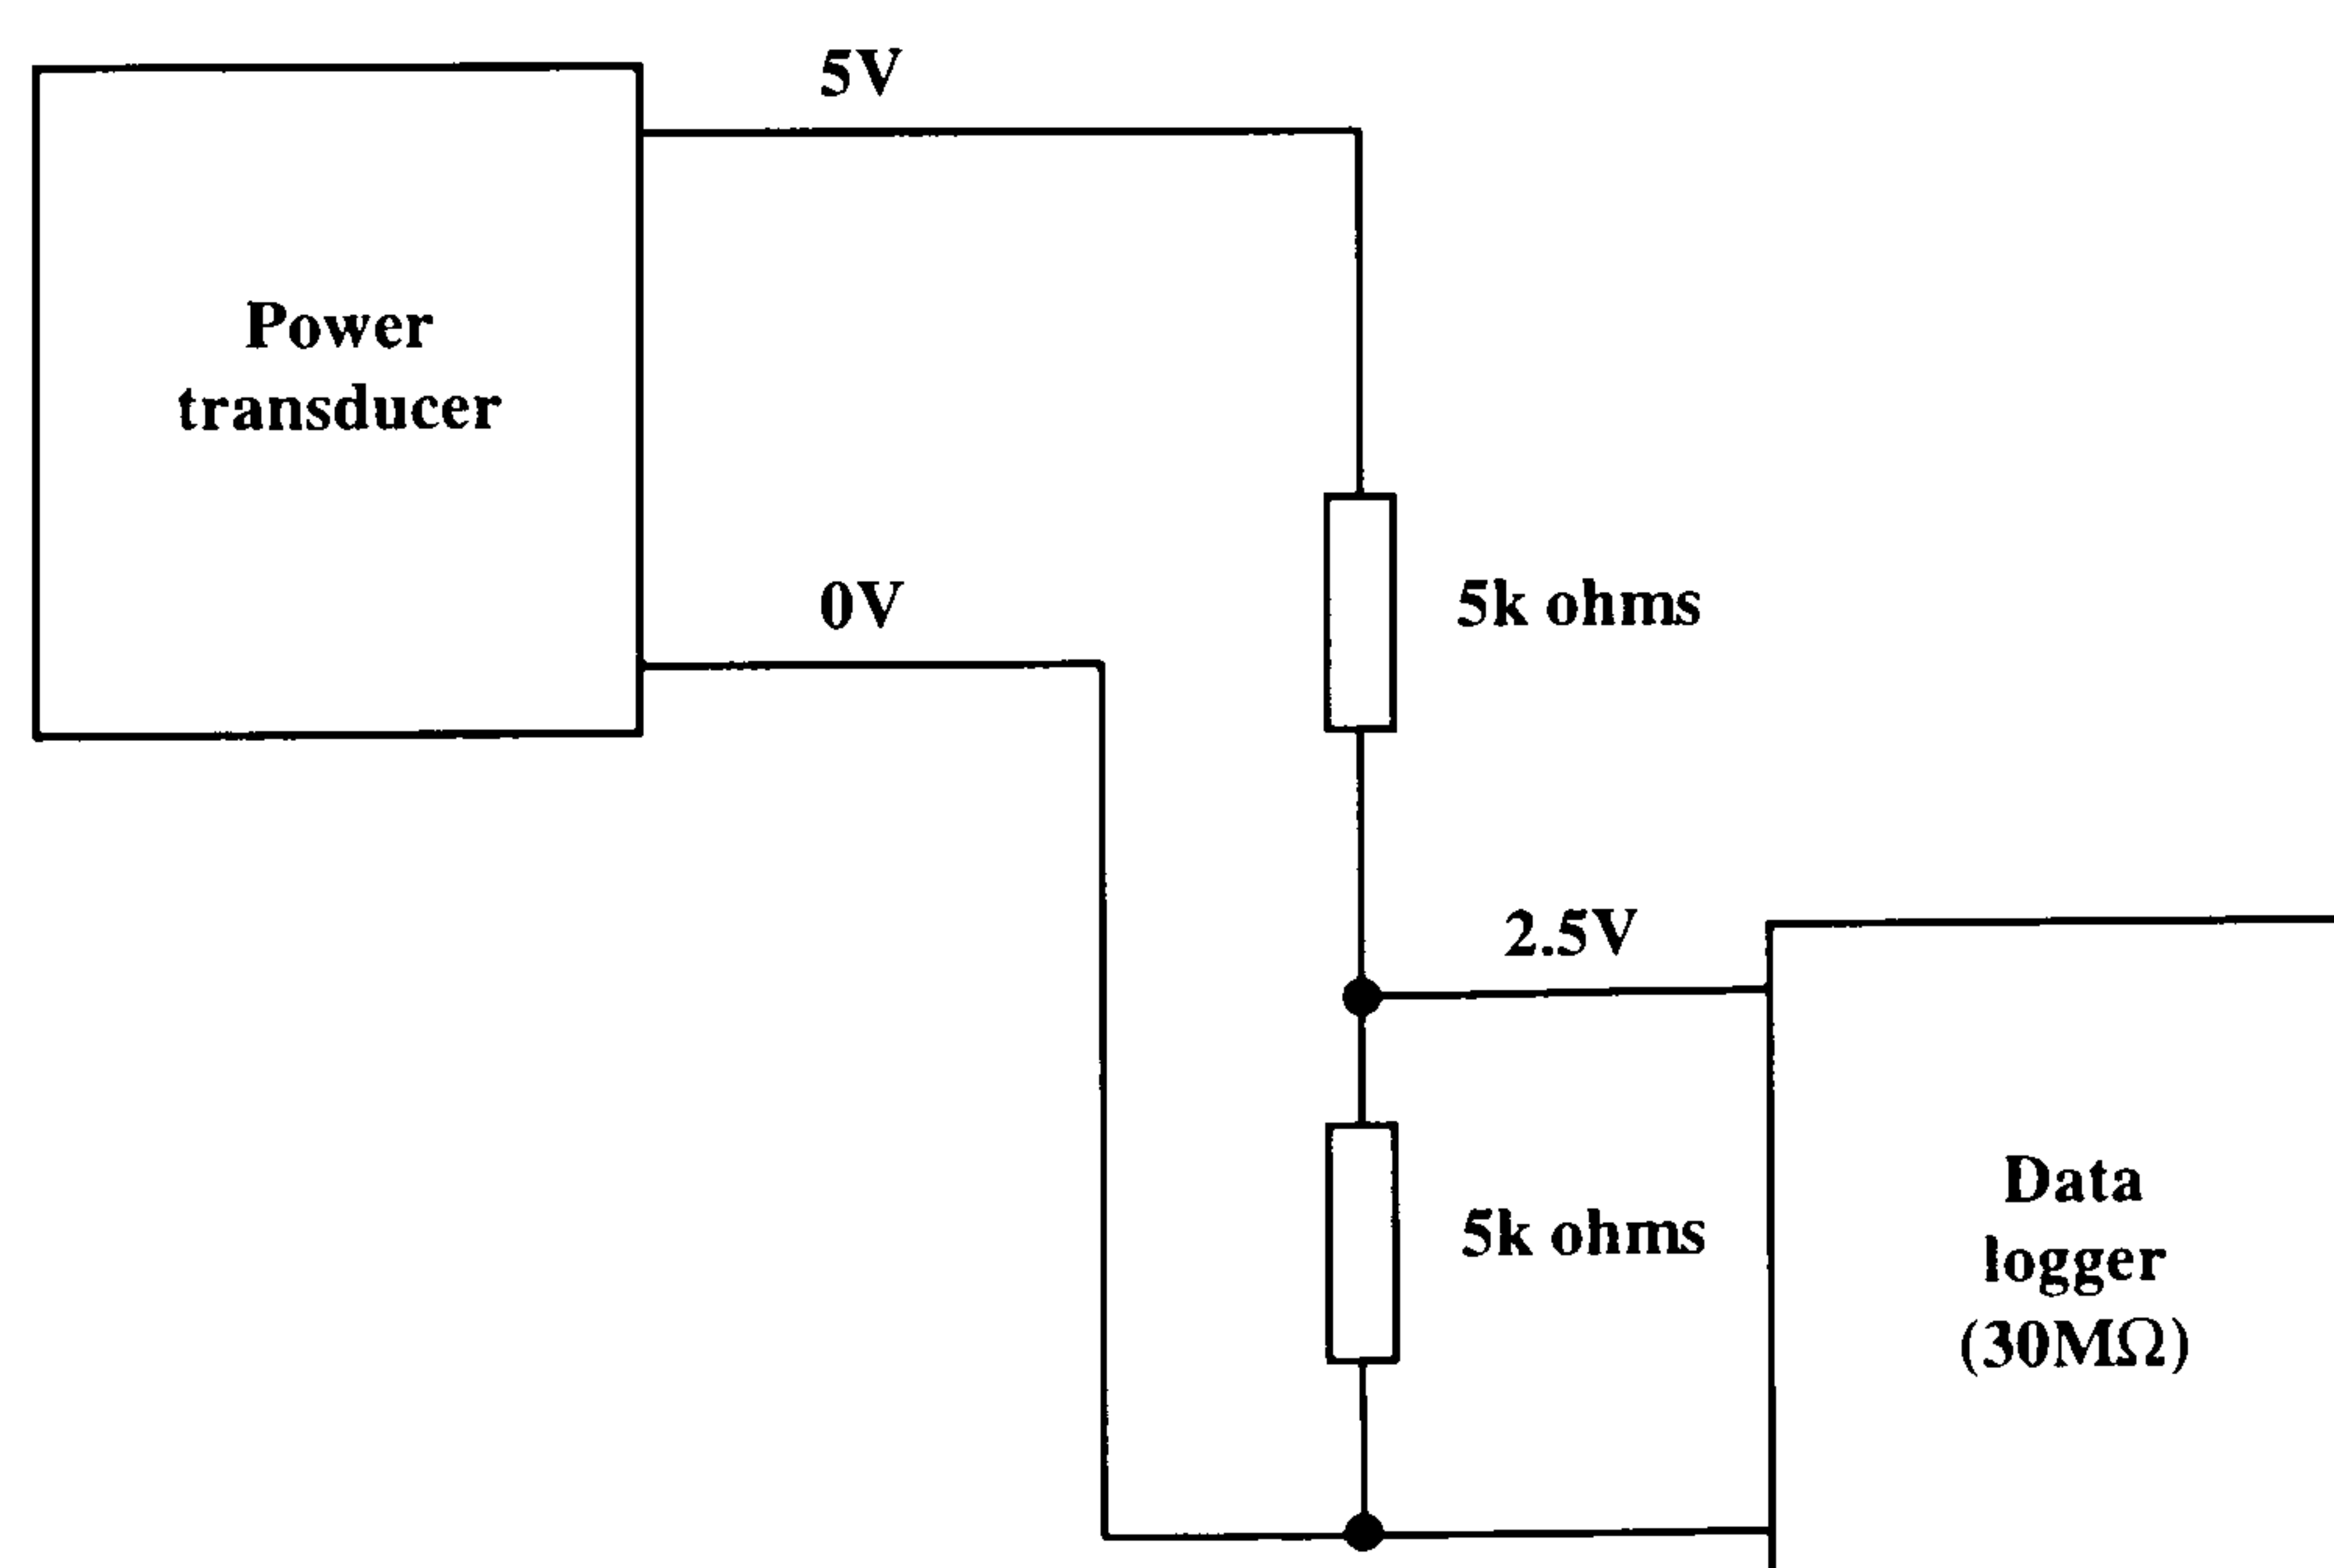 5V
Power
transducer
0V
5k ohms
2.5V
5k ohms
Data
logger
(30MΩ)